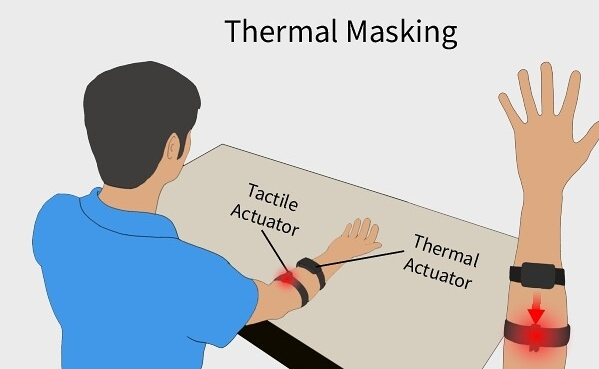 Thermal Masking
Tactile
Actuator
Thermal
Actuator